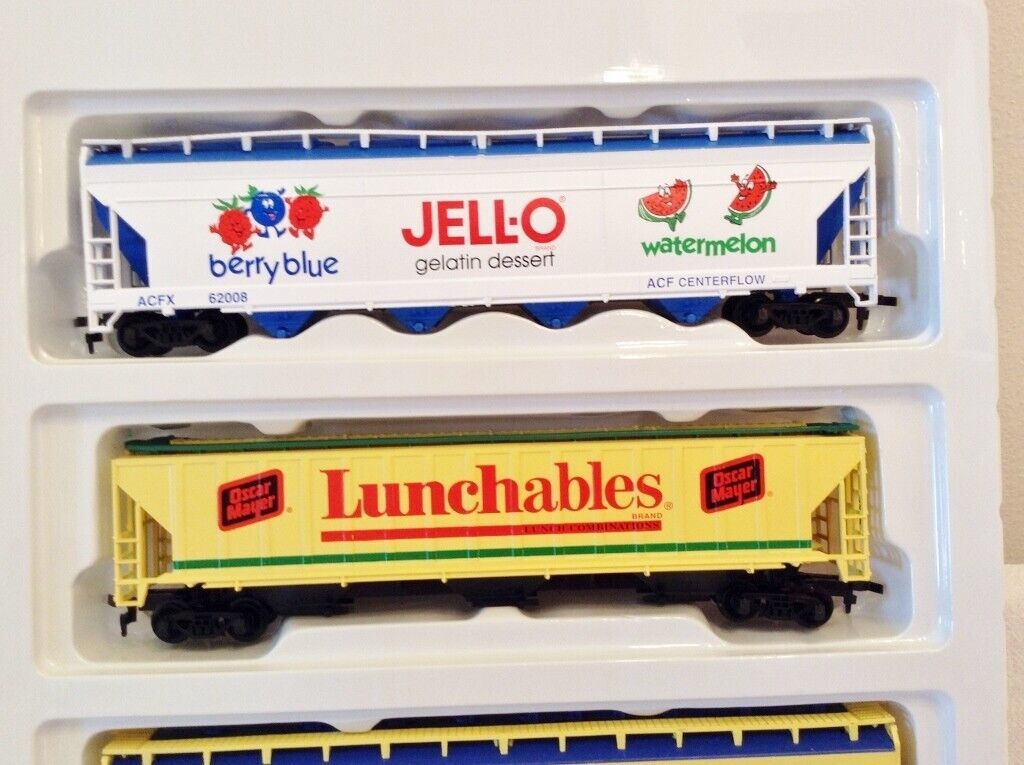 JELL-O®
BRAND
gelatin dessert
berry blue
watermelon
ACFX 62008
ACF CENTERFLOW
Oscar Mayer®
Lunchables®
BRAND
LUNCH COMBINATIONS
Oscar Mayer®